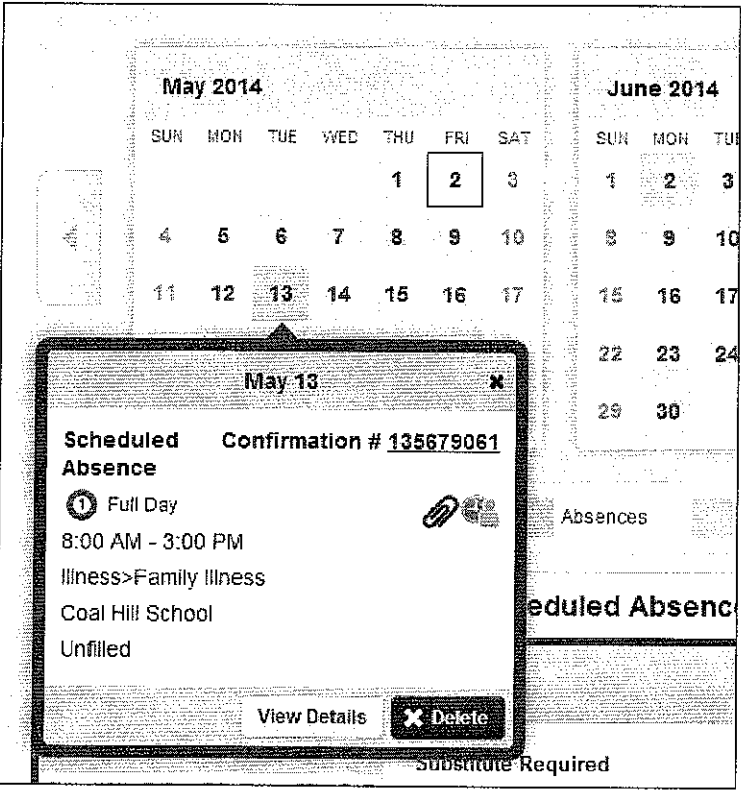 May 2014
SUN MON TUE WED THU FRI SAT
1 2 3
4 5 6 7 8 9 10
11 12 13 14 15 16 17
June 2014
SUN MON
1 2 3
8 9 10
15 16 17
22 23 24
29 30
May 13 ×
Scheduled Absence
Confirmation # 135679061
1 Full Day
8:00 AM - 3:00 PM
Illness>Family Illness
Coal Hill School
Unfilled
View Details
× Delete
Absences
eduled Absenc
Substitute Required